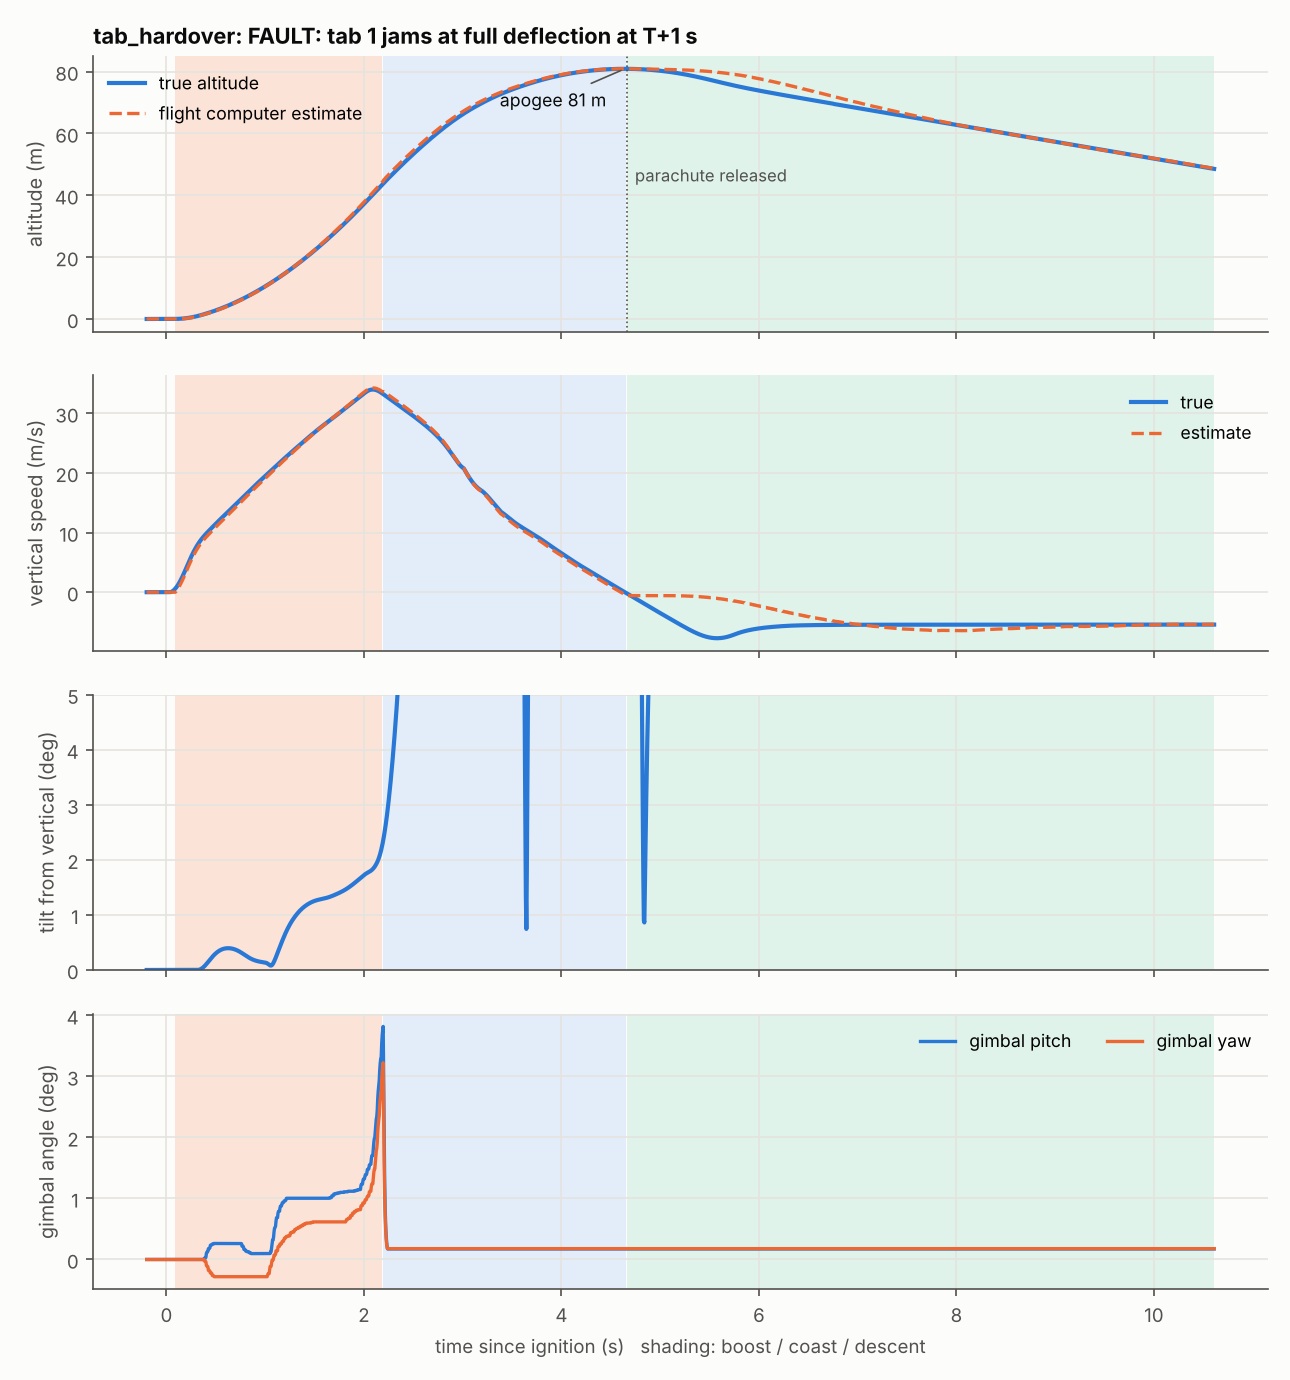 tab_hardover: FAULT: tab 1 jams at full deflection at T+1 s
altitude (m)
80
60
40
20
0
true altitude
flight computer estimate
apogee 81 m
parachute released
vertical speed (m/s)
30
20
10
0
true
estimate
tilt from vertical (deg)
5
4
3
2
1
0
gimbal angle (deg)
4
3
2
1
0
gimbal pitch
gimbal yaw
0 2 4 6 8 10
time since ignition (s) shading: boost / coast / descent